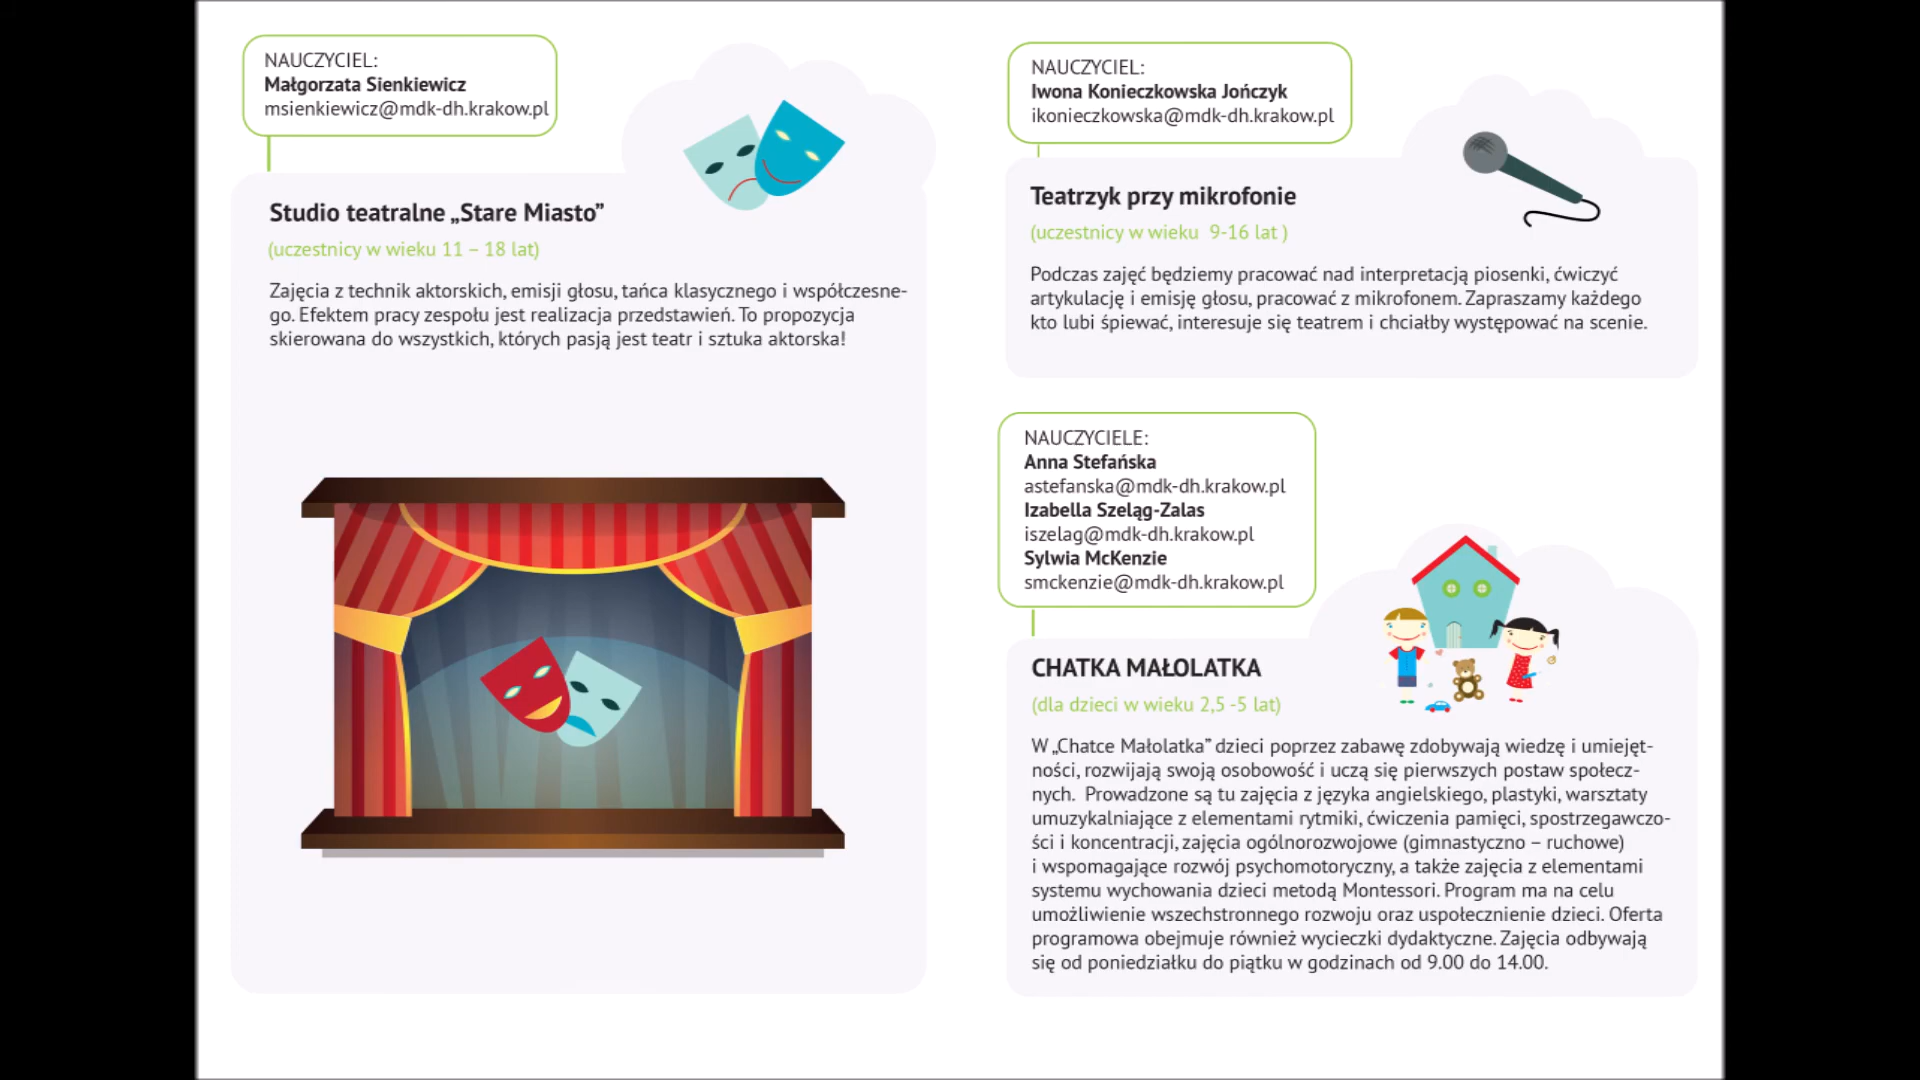 NAUCZYCIEL:
Małgorzata Sienkiewicz
msienkiewicz@mdk-dh.krakow.pl
Studio teatralne „Stare Miasto”
(uczestnicy w wieku 11 – 18 lat)
Zajęcia z technik aktorskich, emisji głosu, tańca klasycznego i współczesne-
go. Efektem pracy zespołu jest realizacja przedstawień. To propozycja
skierowana do wszystkich, których pasją jest teatr i sztuka aktorska!
NAUCZYCIEL:
Iwona Konieczkowska Jończyk
ikonieczkowska@mdk-dh.krakow.pl
Teatrzyk przy mikrofonie
(uczestnicy w wieku  9-16 lat )
Podczas zajęć będziemy pracować nad interpretacją piosenki, ćwiczyć
artykulację i emisję głosu, pracować z mikrofonem. Zapraszamy każdego
kto lubi śpiewać, interesuje się teatrem i chciałby występować na scenie.
NAUCZYCIELE:
Anna Stefańska
astefanska@mdk-dh.krakow.pl
Izabella Szeląg-Zalas
iszelag@mdk-dh.krakow.pl
Sylwia McKenzie
smckenzie@mdk-dh.krakow.pl
CHATKA MAŁOLATKA
(dla dzieci w wieku 2,5 -5 lat)
W „Chatce Małolatka” dzieci poprzez zabawę zdobywają wiedzę i umiejęt-
ności, rozwijają swoją osobowość i uczą się pierwszych postaw społecz-
nych.  Prowadzone są tu zajęcia z języka angielskiego, plastyki, warsztaty
umuzykalniające z elementami rytmiki, ćwiczenia pamięci, spostrzegawczo-
ści i koncentracji, zajęcia ogólnorozwojowe (gimnastyczno – ruchowe)
i wspomagające rozwój psychomotoryczny, a także zajęcia z elementami
systemu wychowania dzieci metodą Montessori. Program ma na celu
umożliwienie wszechstronnego rozwoju oraz uspołecznienie dzieci. Oferta
programowa obejmuje również wycieczki dydaktyczne. Zajęcia odbywają
się od poniedziałku do piątku w godzinach od 9.00 do 14.00.